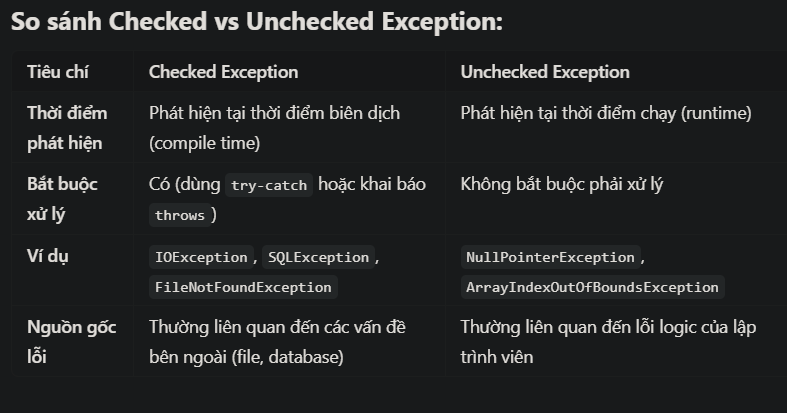 So sánh Checked vs Unchecked Exception:
Tiêu chí Checked Exception Unchecked Exception
Thời điểm phát hiện Phát hiện tại thời điểm biên dịch (compile time) Phát hiện tại thời điểm chạy (runtime)
Bắt buộc xử lý Có (dùng try-catch hoặc khai báo throws) Không bắt buộc phải xử lý
Ví dụ IOException, SQLException, FileNotFoundException NullPointerException, ArrayIndexOutOfBoundsException
Nguồn gốc lỗi Thường liên quan đến các vấn đề bên ngoài (file, database) Thường liên quan đến lỗi logic của lập trình viên